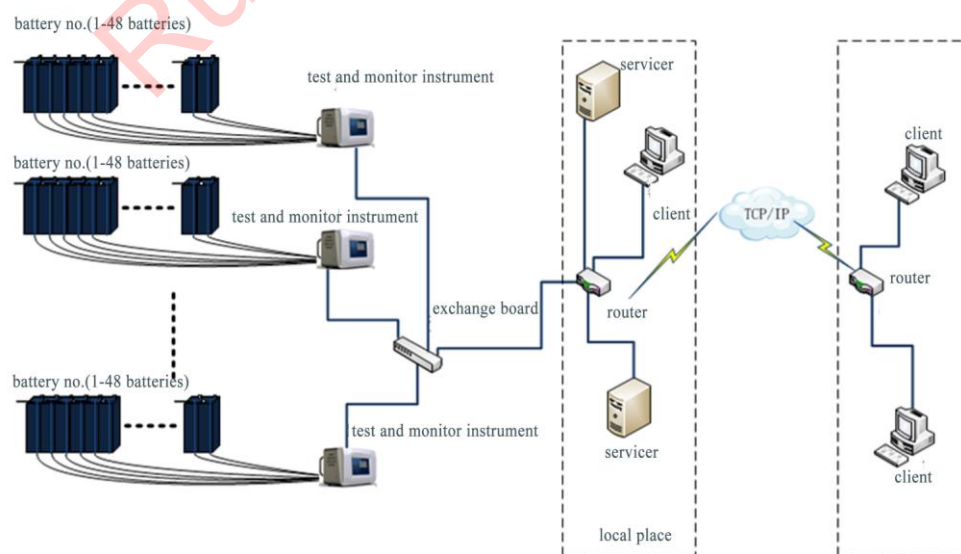 battery no.(1-48 batteries)
test and monitor instrument
servicer
client
battery no.(1-48 batteries)
test and monitor instrument
client
TCP/IP
client
router
exchange board
router
battery no.(1-48 batteries)
test and monitor instrument
servicer
client
local place